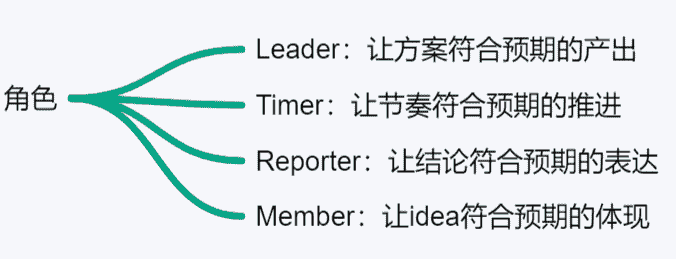 角色
Leader：让方案符合预期的产出
Timer：让节奏符合预期的推进
Reporter：让结论符合预期的表达
Member：让idea符合预期的体现